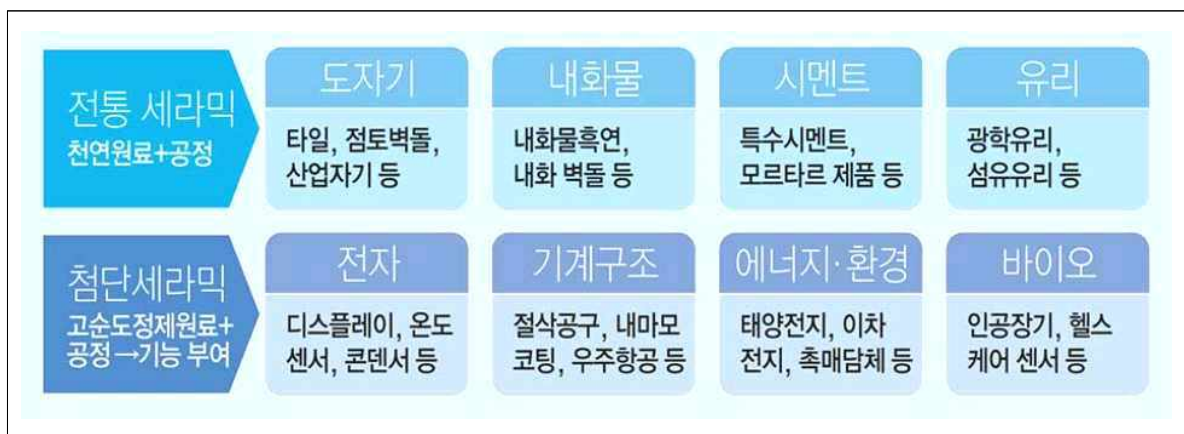 전통 세라믹
천연원료+공정
도자기
타일, 점토벽돌,
산업자기 등
내화물
내화물흑연,
내화 벽돌 등
시멘트
특수시멘트,
모르타르 제품 등
유리
광학유리,
섬유유리 등
첨단세라믹
고순도정제원료+
공정→기능 부여
전자
디스플레이, 온도
센서, 콘덴서 등
기계구조
절삭공구, 내마모
코팅, 우주항공 등
에너지·환경
태양전지, 이차
전지, 촉매담체 등
바이오
인공장기, 헬스
케어 센서 등